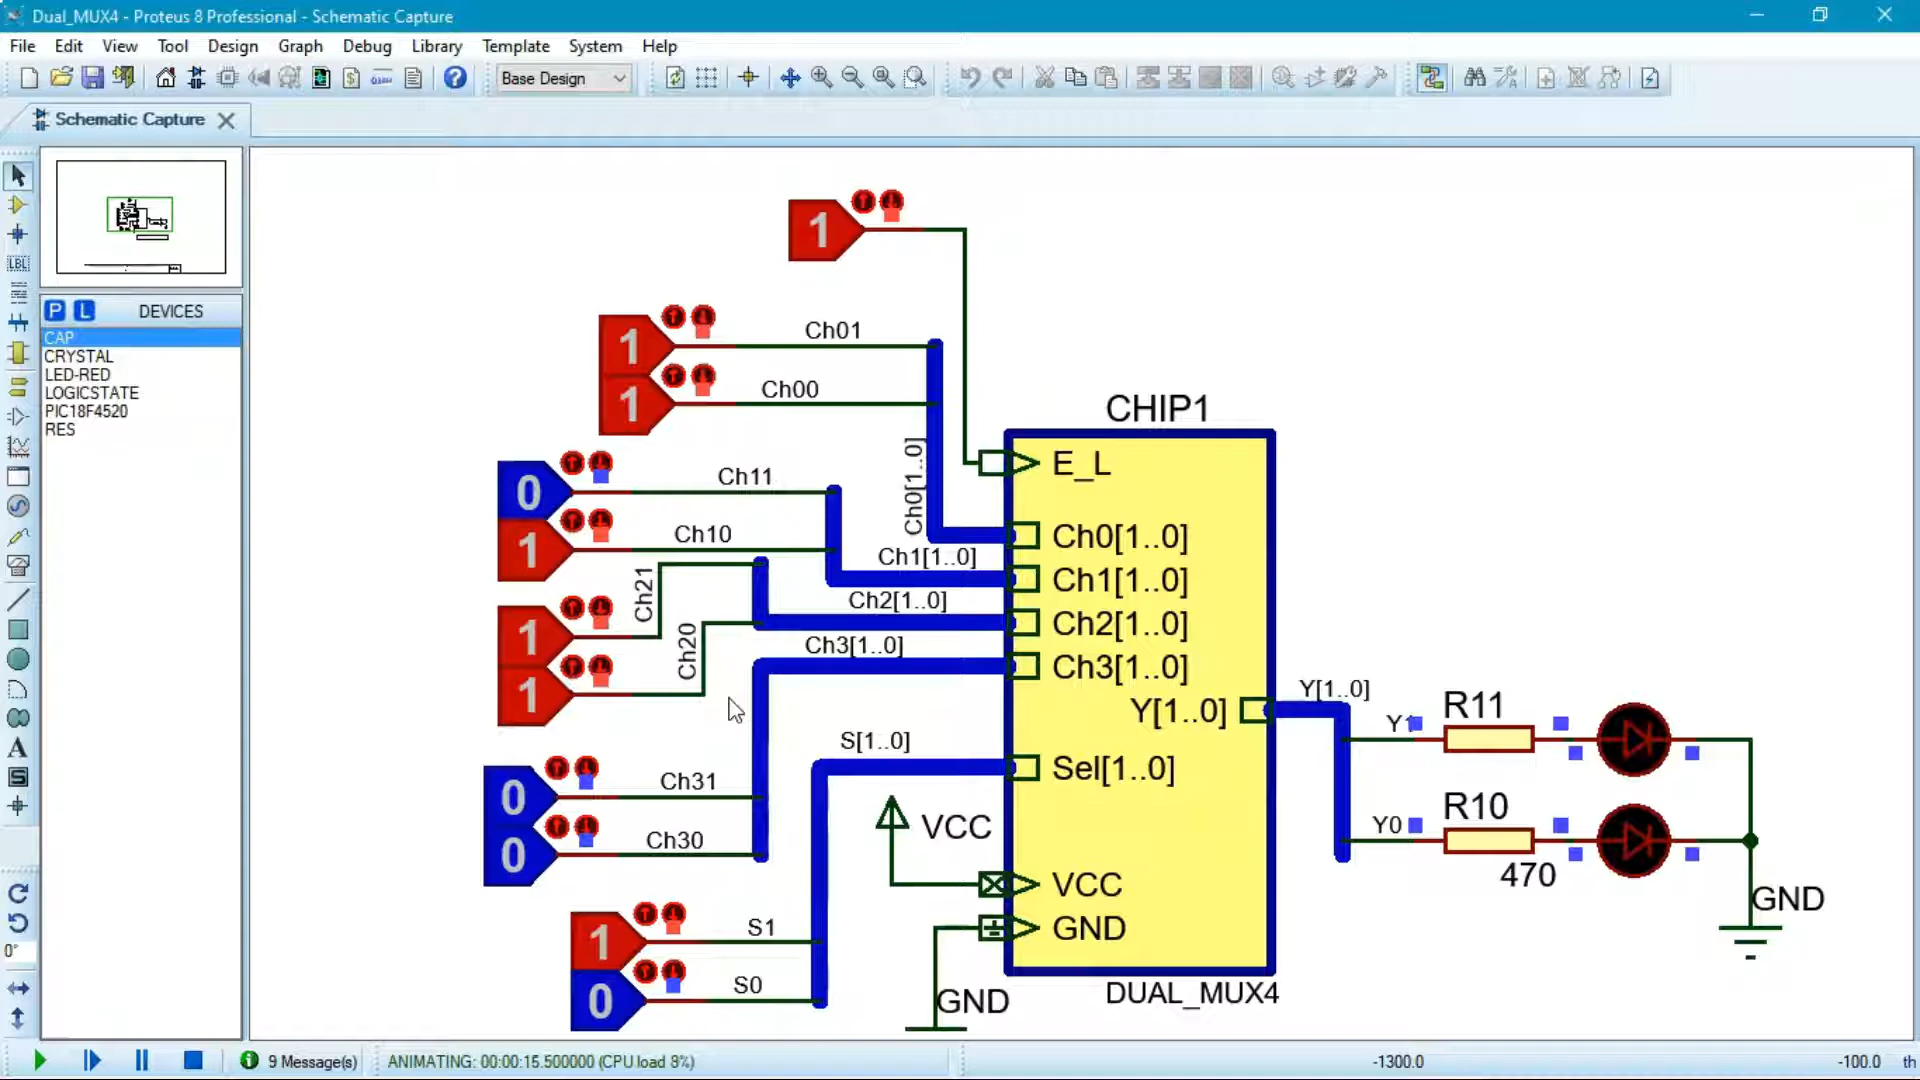 Dual_MUX4 - Proteus 8 Professional - Schematic Capture
File Edit View Tool Design Graph Debug Library Template System Help
Base Design
Schematic Capture
P L DEVICES
CAP
CRYSTAL
LED-RED
LOGICSTATE
PIC18F4520
RES
LBL
A
S
0°
1
1 Ch01
1 Ch00
Ch0[1..0]
0 Ch11
1 Ch10
Ch1[1..0]
1 Ch21
1 Ch20
Ch2[1..0]
Ch3[1..0]
0 Ch31
0 Ch30
S[1..0]
1 S1
0 S0
VCC
GND
CHIP1
E_L
Ch0[1..0]
Ch1[1..0]
Ch2[1..0]
Ch3[1..0]
Y[1..0]
Sel[1..0]
VCC
GND
DUAL_MUX4
Y[1..0]
Y1 R11
Y0 R10
470
GND
9 Message(s) ANIMATING: 00:00:15.500000 (CPU load 8%) -1300.0 -100.0 th